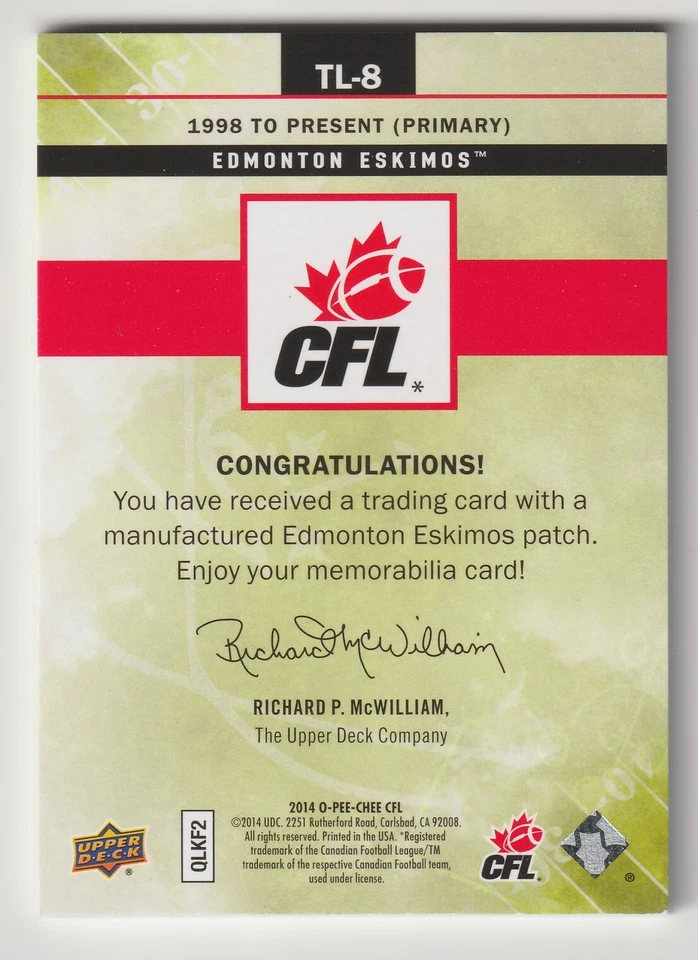 TL-8
1998 TO PRESENT (PRIMARY)
EDMONTON ESKIMOS™
CFL*
CONGRATULATIONS!
You have received a trading card with a
manufactured Edmonton Eskimos patch.
Enjoy your memorabilia card!
Richard McWilliam
RICHARD P. McWILLIAM,
The Upper Deck Company
2014 O-PEE-CHEE CFL
©2014 UDC. 2251 Rutherford Road, Carlsbad, CA 92008.
All rights reserved. Printed in the USA. *Registered
trademark of the Canadian Football League/TM
trademark of the respective Canadian Football team,
used under license.
UPPER
D·E·C·K
®
QLKF2
CFL*
®